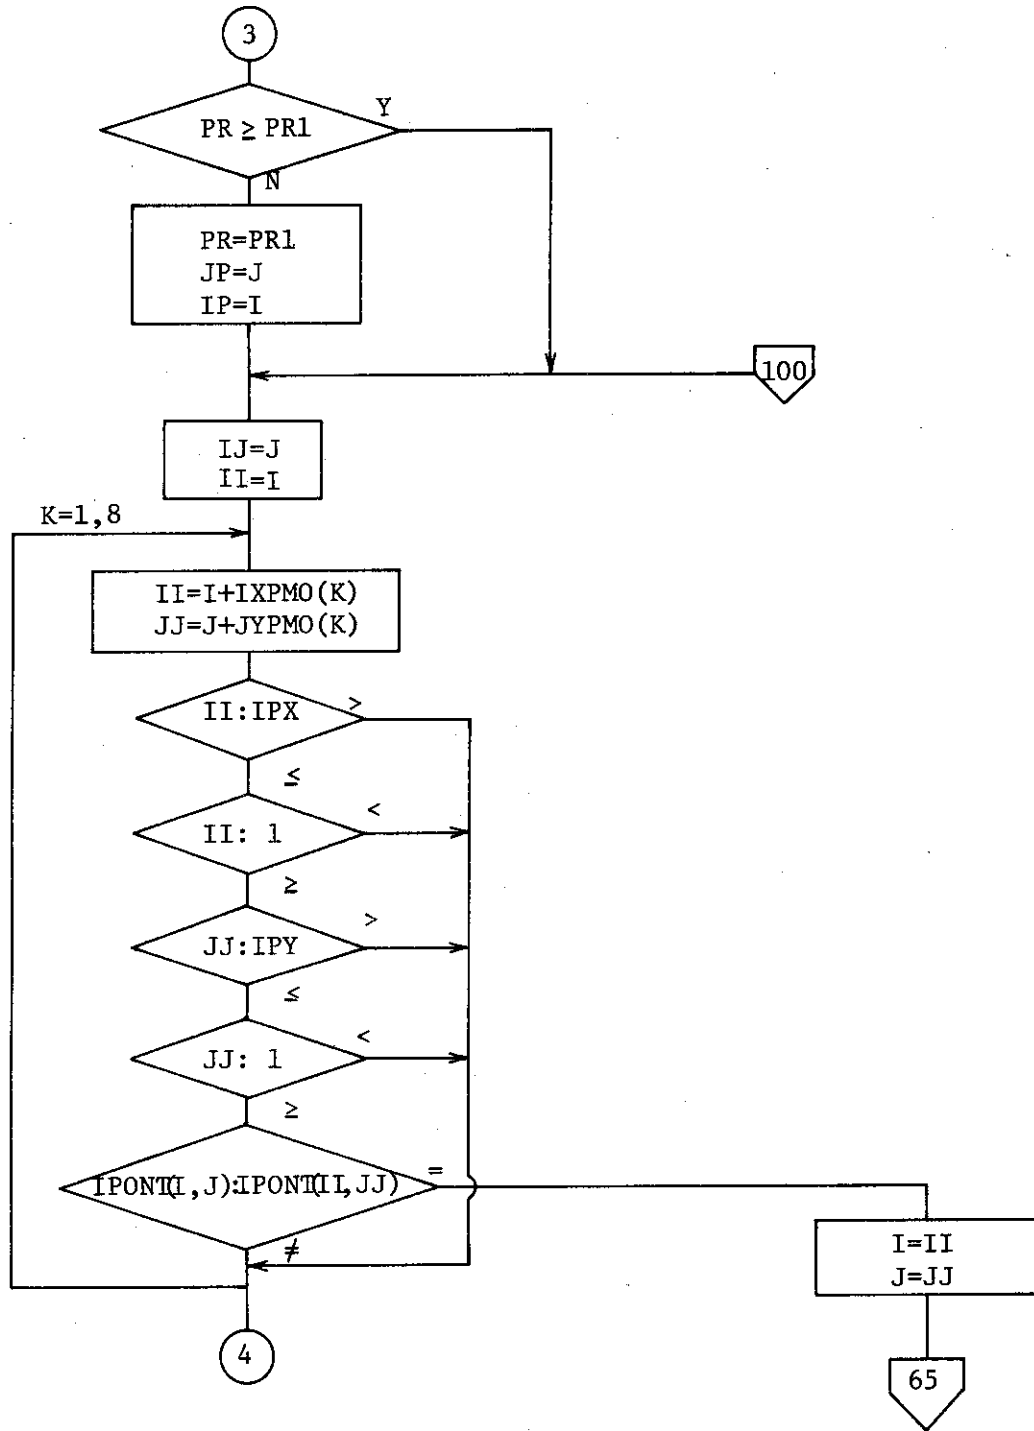 3
Y
PR ≥ PR1
N
PR=PR1
JP=J
IP=I
100
IJ=J
II=I
K=1,8
II=I+IXPMO(K)
JJ=J+JYPMO(K)
II:IPX
>
≤
II: 1
<
≥
JJ:IPY
>
≤
JJ: 1
<
≥
IPONT(I,J):IPONT(II,JJ)
=
≠
I=II
J=JJ
4
65